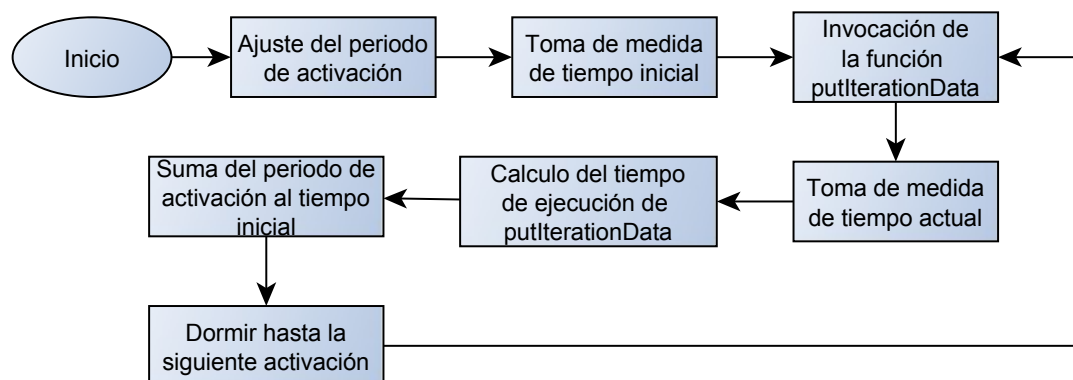 Inicio
Ajuste del periodo
de activación
Toma de medida
de tiempo inicial
Invocación de
la función
putIterationData
Toma de medida
de tiempo actual
Calculo del tiempo
de ejecución de
putIterationData
Suma del periodo de
activación al tiempo
inicial
Dormir hasta la
siguiente activación